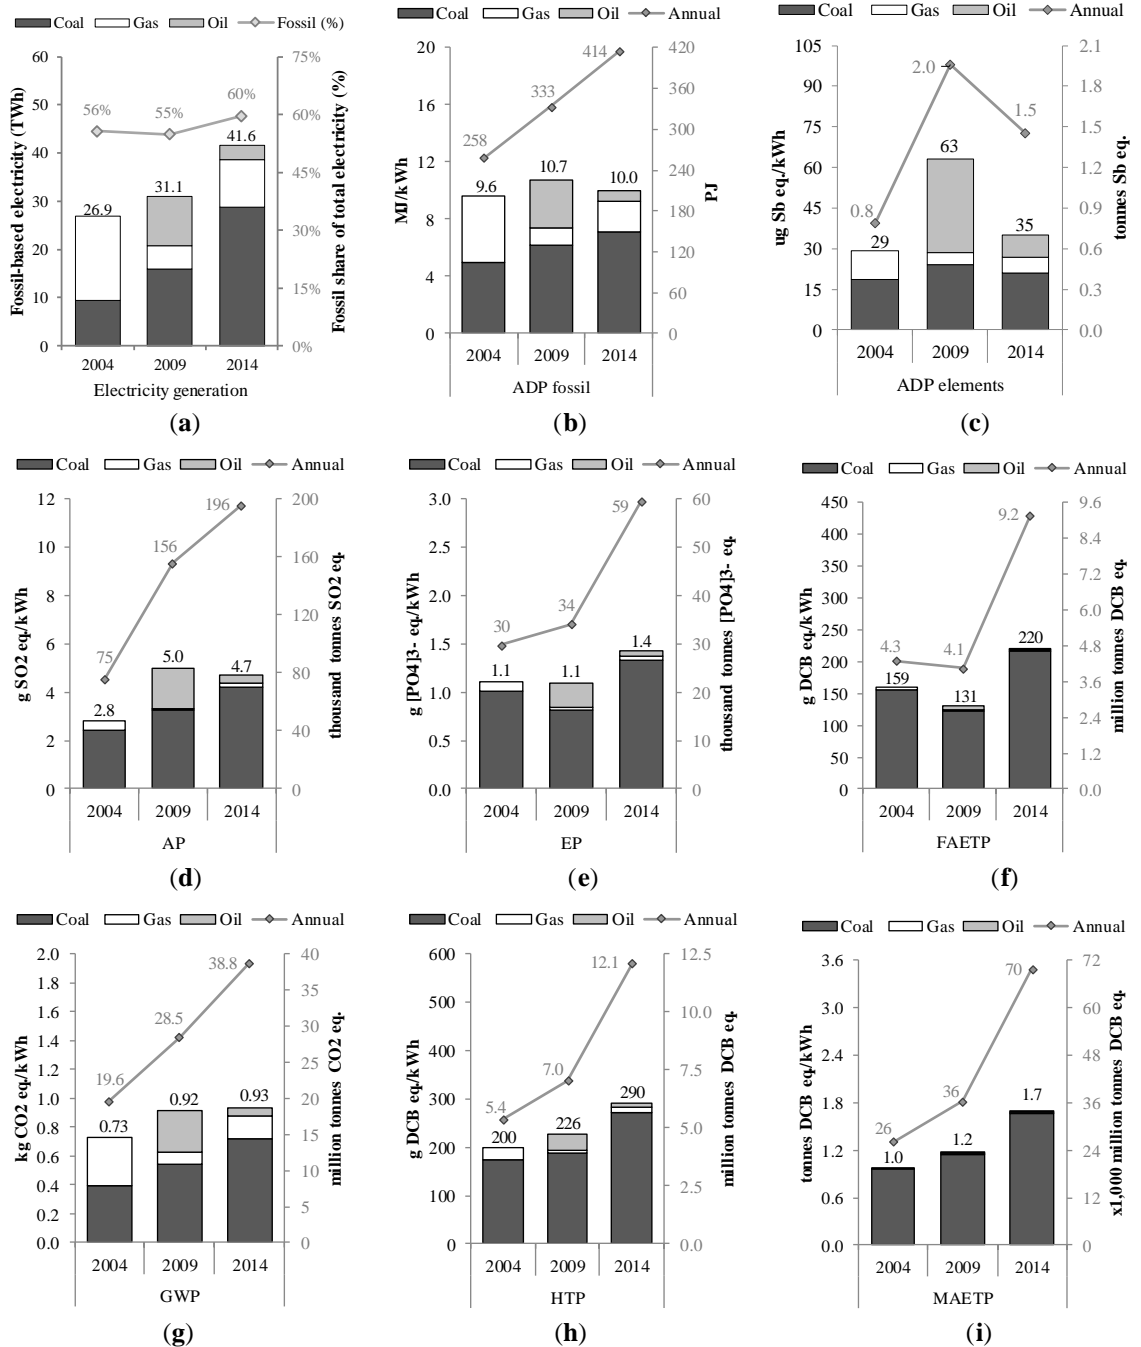 Coal Gas Oil Fossil (%)
Fossil-based electricity (TWh)
60
50
40
30
20
10
0
56% 55% 60%
26.9 31.1 41.6
75%
60%
45%
30%
15%
0%
Fossil share of total electricity (%)
2004 2009 2014
Electricity generation
(a)
Coal Gas Oil Annual
MJ/kWh
20
16
12
8
4
0
258 333 414
9.6 10.7 10.0
420
360
300
240
180
120
60
0
PJ
2004 2009 2014
ADP fossil
(b)
Coal Gas Oil Annual
ug Sb eq./kWh
105
90
75
60
45
30
15
0
0.8 2.0 1.5
29 63 35
2.1
1.8
1.5
1.2
0.9
0.6
0.3
0.0
tonnes Sb eq.
2004 2009 2014
ADP elements
(c)
Coal Gas Oil Annual
g SO2 eq./kWh
12
10
8
6
4
2
0
75 156 196
2.8 5.0 4.7
200
160
120
80
40
0
thousand tonnes SO2 eq.
2004 2009 2014
AP
(d)
Coal Gas Oil Annual
g [PO4]3- eq./kWh
3.0
2.5
2.0
1.5
1.0
0.5
0.0
30 34 59
1.1 1.1 1.4
60
50
40
30
20
10
0
thousand tonnes [PO4]3- eq.
2004 2009 2014
EP
(e)
Coal Gas Oil Annual
g DCB eq./kWh
450
400
350
300
250
200
150
100
50
0
4.3 4.1 9.2
159 131 220
9.6
8.4
7.2
6.0
4.8
3.6
2.4
1.2
0.0
million tonnes DCB eq.
2004 2009 2014
FAETP
(f)
Coal Gas Oil Annual
kg CO2 eq./kWh
2.0
1.8
1.6
1.4
1.2
1.0
0.8
0.6
0.4
0.2
0.0
19.6 28.5 38.8
0.73 0.92 0.93
40
35
30
25
20
15
10
5
0
million tonnes CO2 eq.
2004 2009 2014
GWP
(g)
Coal Gas Oil Annual
g DCB eq./kWh
600
500
400
300
200
100
0
5.4 7.0 12.1
200 226 290
12.5
10.0
7.5
5.0
2.5
0.0
million tonnes DCB eq.
2004 2009 2014
HTP
(h)
Coal Gas Oil Annual
tonnes DCB eq./kWh
3.6
3.0
2.4
1.8
1.2
0.6
0.0
26 36 70
1.0 1.2 1.7
72
60
48
36
24
12
0
x1,000 million tonnes DCB eq.
2004 2009 2014
MAETP
(i)